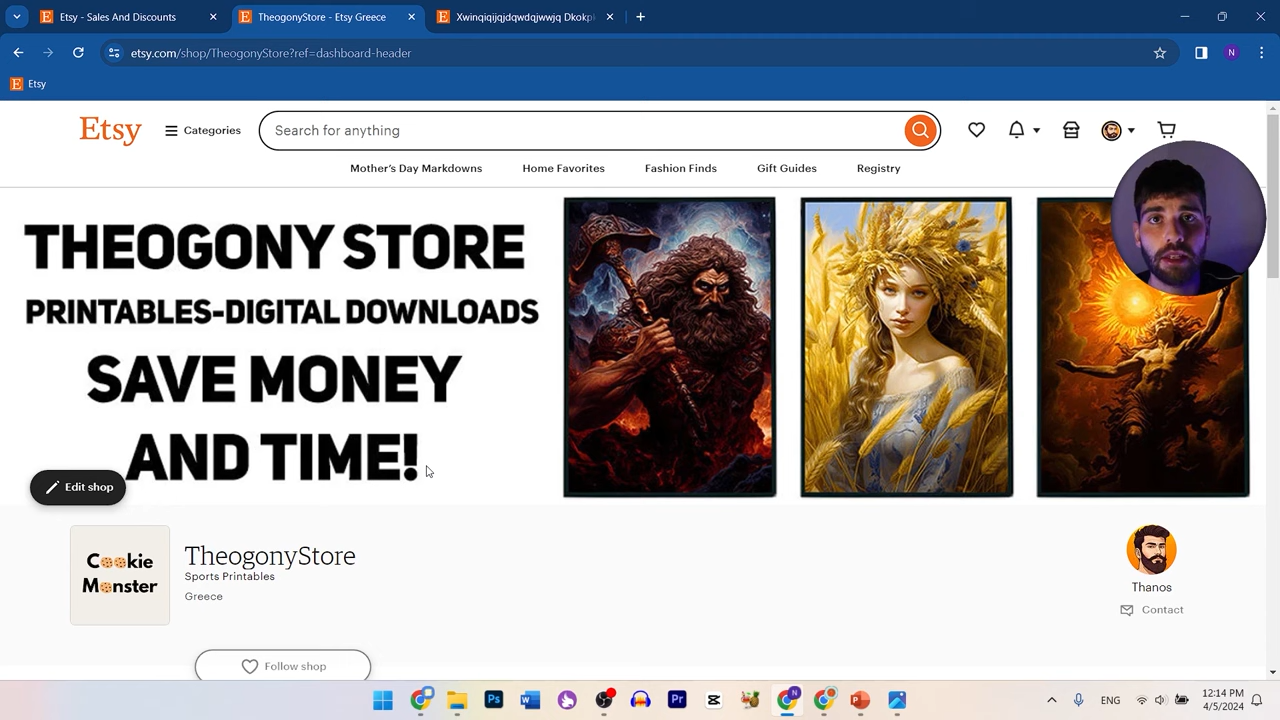 Etsy - Sales And Discounts
TheogonyStore - Etsy Greece
Xwinqiqijqjdqwdqjwwjq Dkokp
etsy.com/shop/TheogonyStore?ref=dashboard-header
N
Etsy
Etsy
Categories
Search for anything
Mother's Day Markdowns
Home Favorites
Fashion Finds
Gift Guides
Registry
THEOGONY STORE
PRINTABLES-DIGITAL DOWNLOADS
SAVE MONEY
AND TIME!
Edit shop
Cookie
Monster
TheogonyStore
Sports Printables
Greece
Thanos
Contact
Follow shop
ENG
12:14 PM
4/5/2024